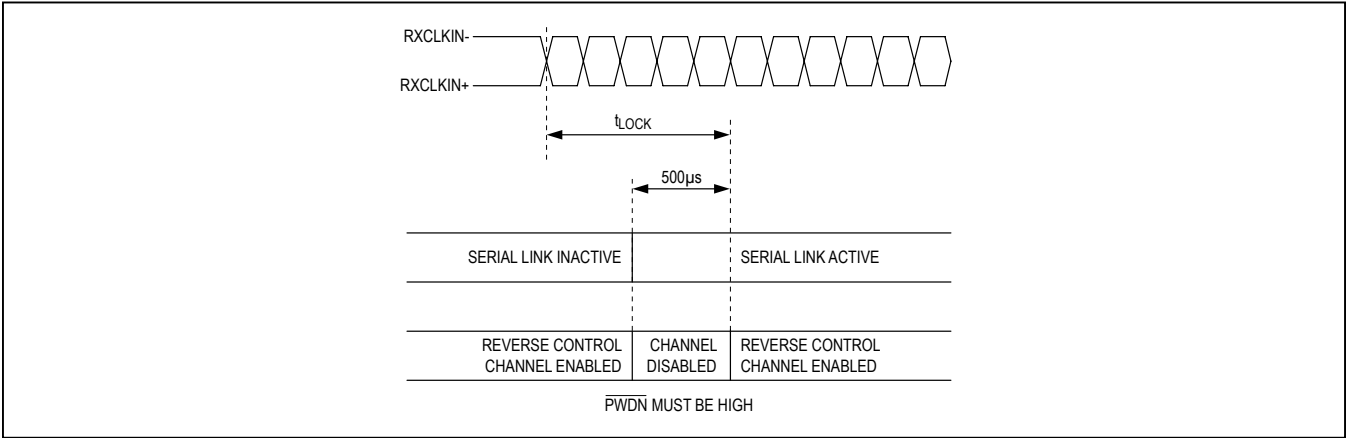 RXCLKIN-
RXCLKIN+
tLOCK
500µs
SERIAL LINK INACTIVE
SERIAL LINK ACTIVE
REVERSE CONTROL
CHANNEL ENABLED
CHANNEL
DISABLED
REVERSE CONTROL
CHANNEL ENABLED
PWDN MUST BE HIGH